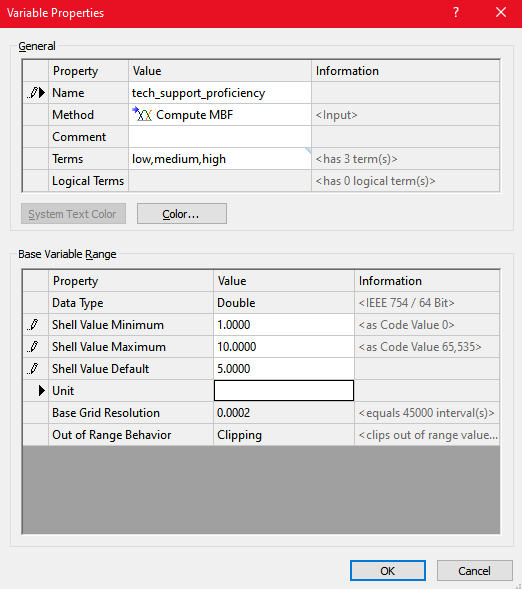 Variable Properties ?
General
Property Value Information
Name tech_support_proficiency
Method Compute MBF <Input>
Comment
Terms low,medium,high <has 3 term(s)>
Logical Terms <has 0 logical term(s)>
System Text Color Color...
Base Variable Range
Property Value Information
Data Type Double <IEEE 754 / 64 Bit>
Shell Value Minimum 1.0000 <as Code Value 0>
Shell Value Maximum 10.0000 <as Code Value 65,535>
Shell Value Default 5.0000
Unit
Base Grid Resolution 0.0002 <equals 45000 interval(s)>
Out of Range Behavior Clipping <clips out of range value...
OK Cancel